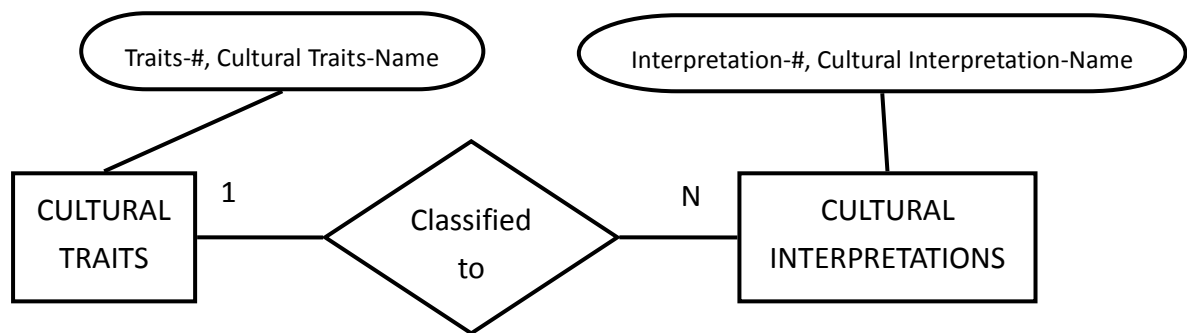 Traits-#, Cultural Traits-Name
Interpretation-#, Cultural Interpretation-Name
CULTURAL
TRAITS
1
Classified
to
N
CULTURAL
INTERPRETATIONS